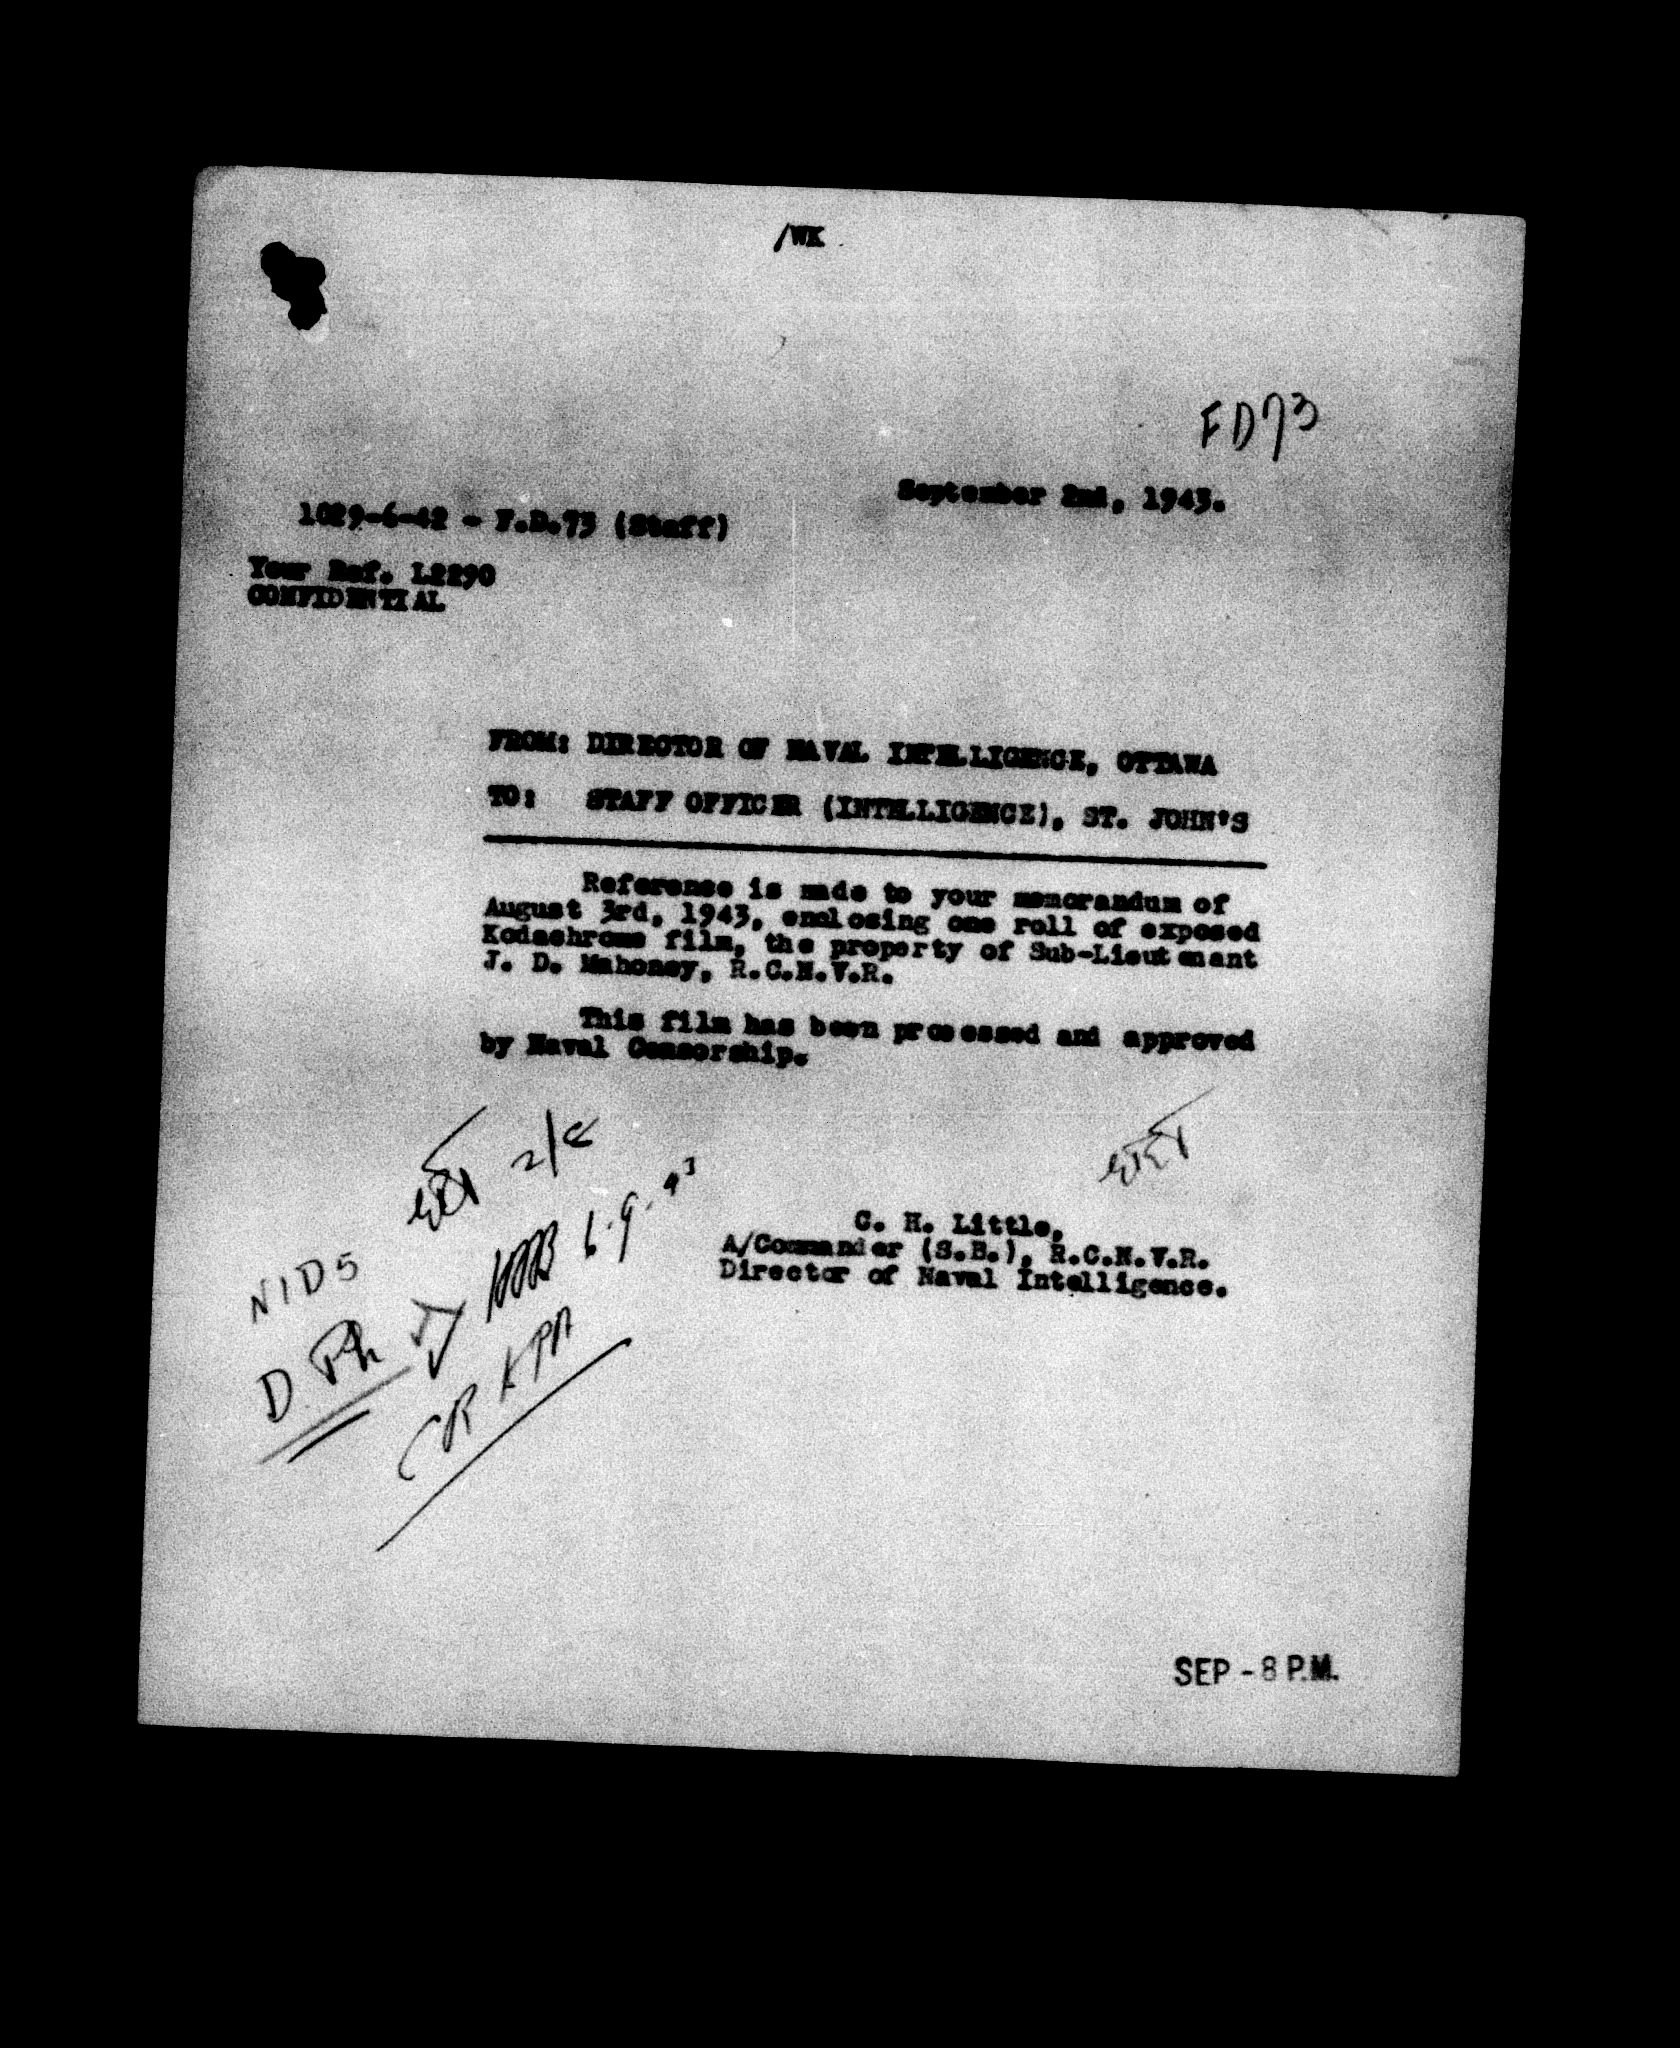 /WK
FD73
September 2nd, 1943.
1029-6-42 - F.D.73 (Staff)
Your Ref. L2290
CONFIDENTIAL
FROM: DIRECTOR OF NAVAL INTELLIGENCE, OTTAWA
TO: STAFF OFFICER (INTELLIGENCE), ST. JOHN'S
Reference is made to your memorandum of
August 3rd, 1943, enclosing one roll of exposed
Kodachrome film, the property of Sub-Lieutenant
J. D. Mahoney, R.C.N.V.R.
This film has been processed and approved
by Naval Censorship.
C. H. Little,
A/Commander (S.B.), R.C.N.V.R.
Director of Naval Intelligence.
NID5
D. Ph
SEP - 8 P.M.